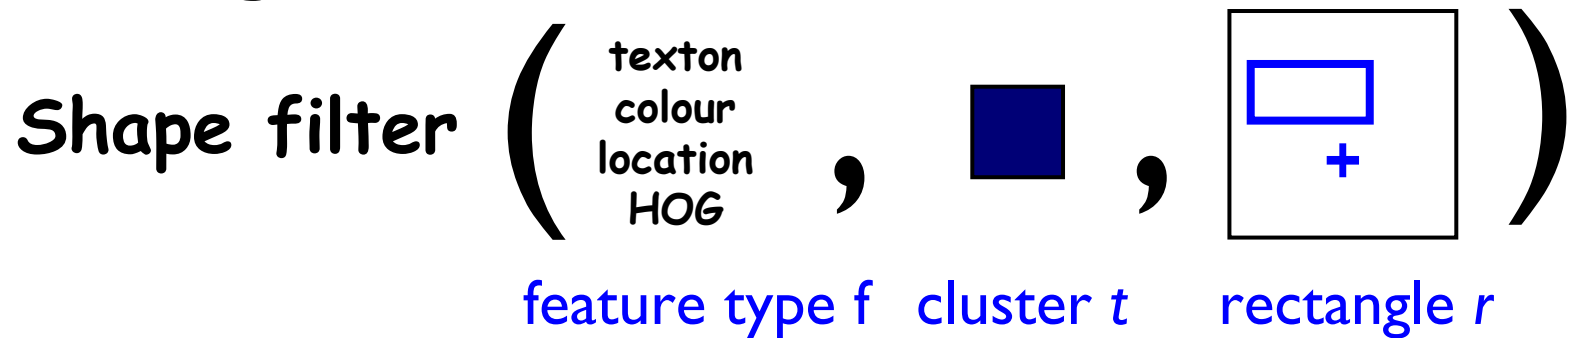 Shape filter ( texton , , )
colour
location
HOG
feature type f cluster t rectangle r